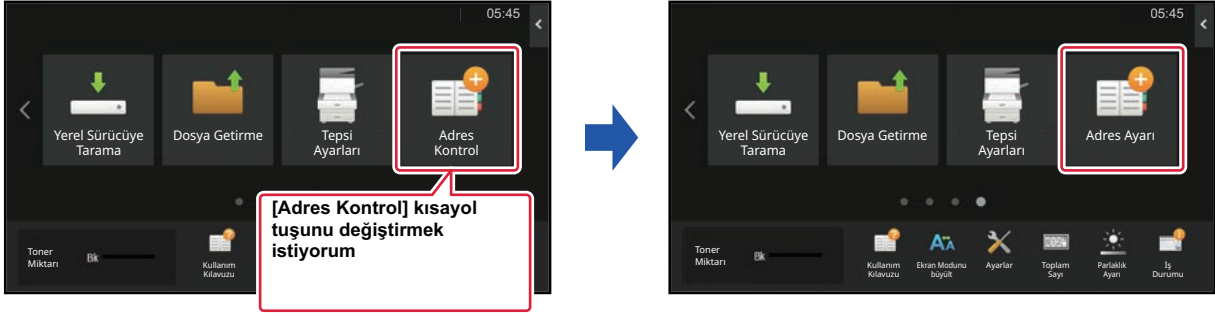 05:45
Yerel Sürücüye
Tarama
Dosya Getirme
Tepsi
Ayarları
Adres
Kontrol
[Adres Kontrol] kısayol
tuşunu değiştirmek
istiyorum
Toner
Miktarı
Bk
Kullanım
Kılavuzu
05:45
Yerel Sürücüye
Tarama
Dosya Getirme
Tepsi
Ayarları
Adres Ayarı
Toner
Miktarı
Bk
Kullanım
Kılavuzu
Ekran Modunu
büyült
Ayarlar
Toplam
Sayı
Parlaklık
Ayarı
İş
Durumu